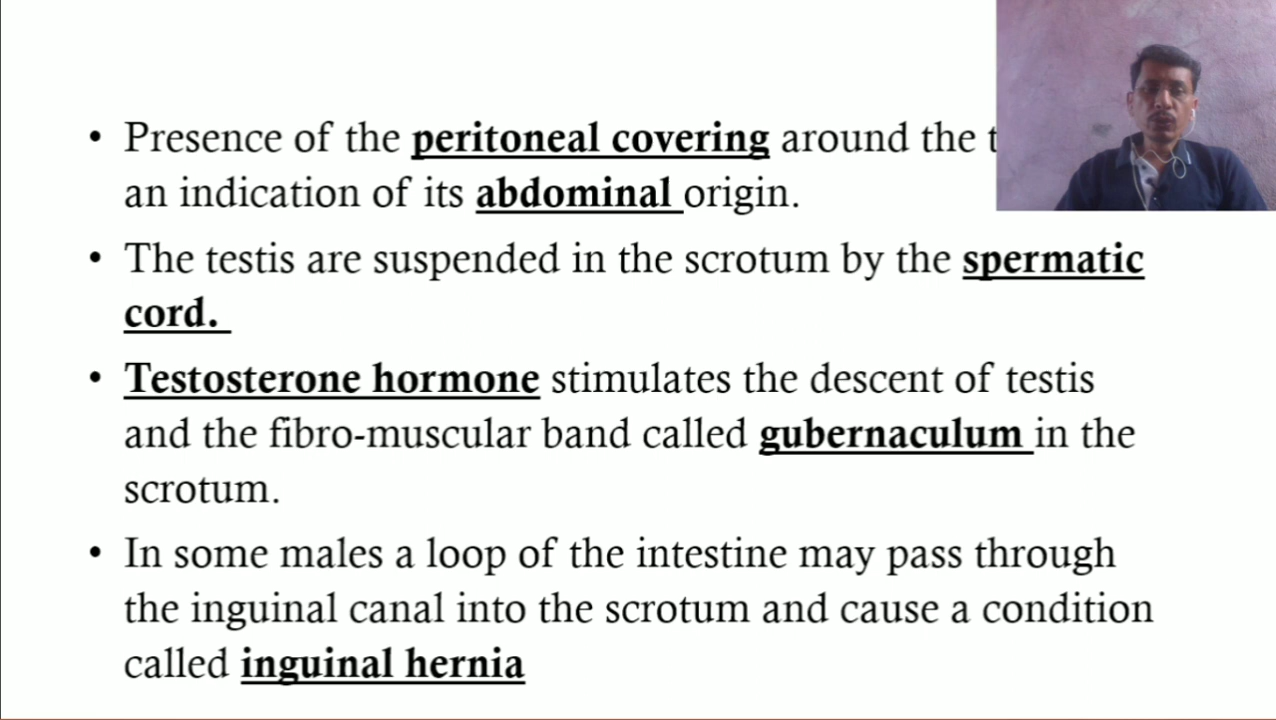 • Presence of the peritoneal covering around the
an indication of its abdominal origin.
• The testis are suspended in the scrotum by the spermatic
cord.
• Testosterone hormone stimulates the descent of testis
and the fibro-muscular band called gubernaculum in the
scrotum.
• In some males a loop of the intestine may pass through
the inguinal canal into the scrotum and cause a condition
called inguinal hernia